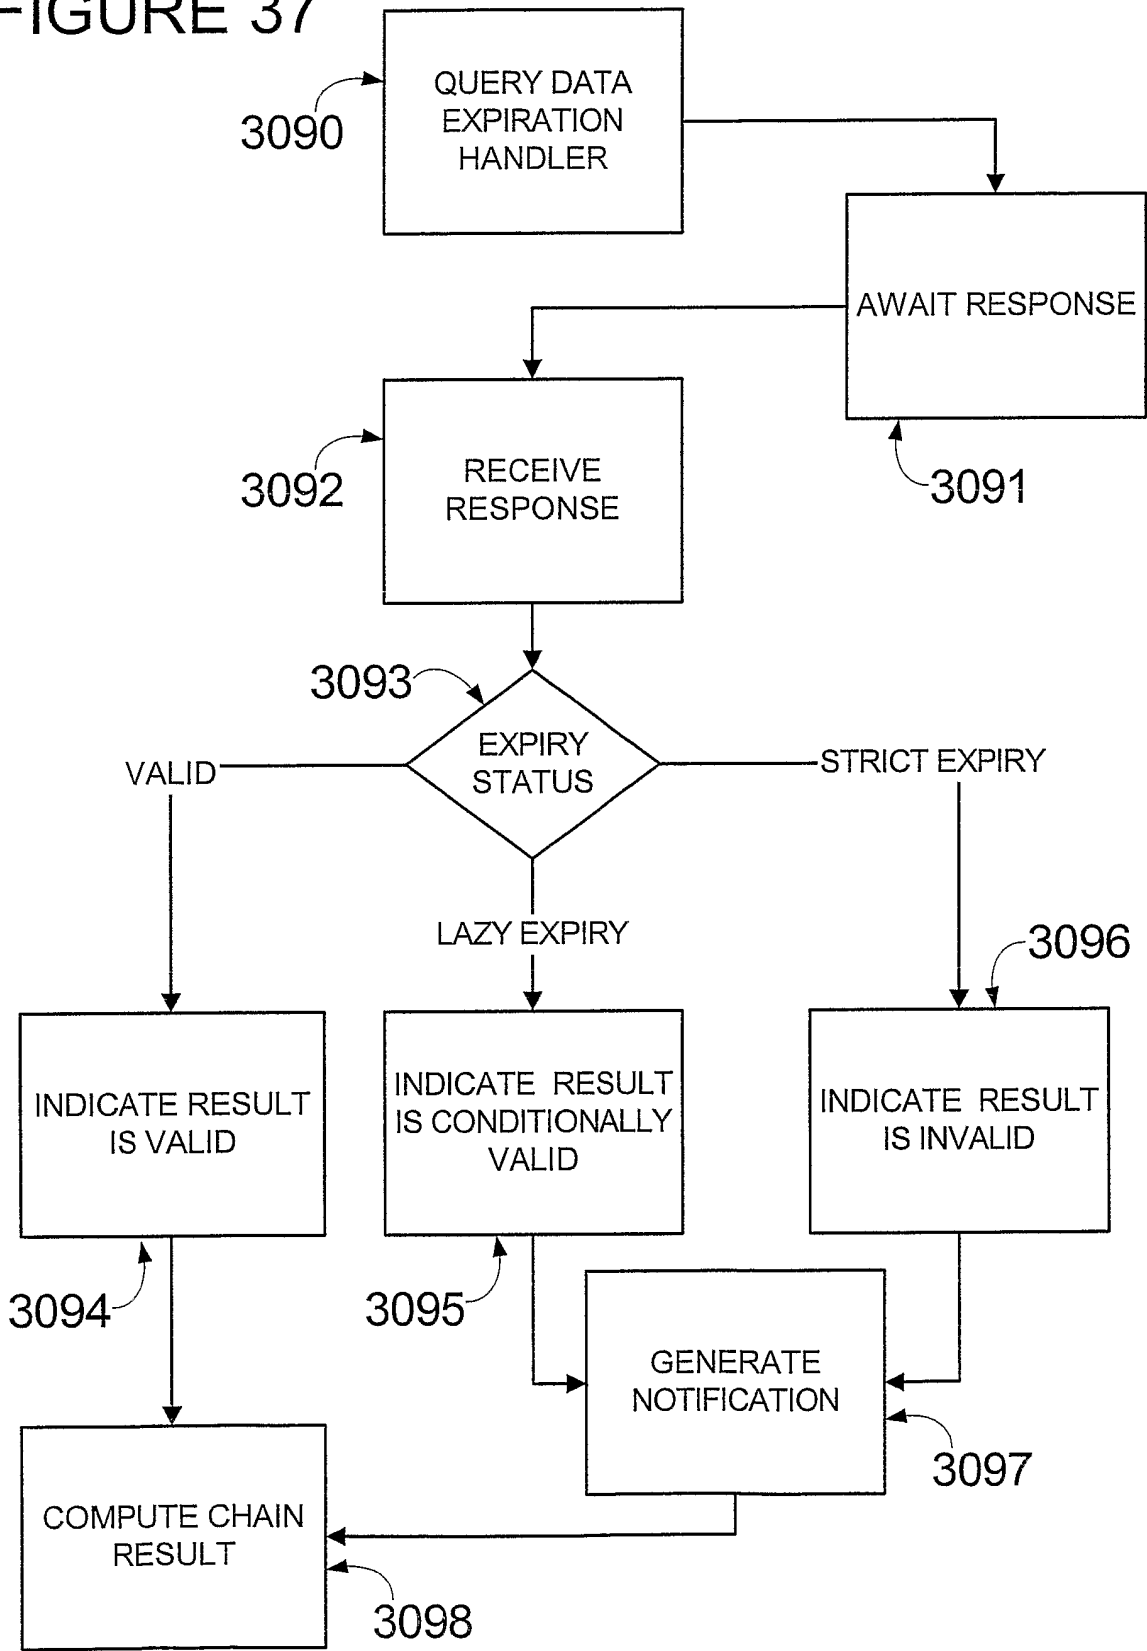 FIGURE 37
QUERY DATA
EXPIRATION
HANDLER
3090
AWAIT RESPONSE
3091
RECEIVE
RESPONSE
3092
3093
EXPIRY
STATUS
VALID
STRICT EXPIRY
LAZY EXPIRY
3096
INDICATE RESULT
IS VALID
INDICATE RESULT
IS CONDITIONALLY
VALID
INDICATE RESULT
IS INVALID
3094
3095
GENERATE
NOTIFICATION
3097
COMPUTE CHAIN
RESULT
3098